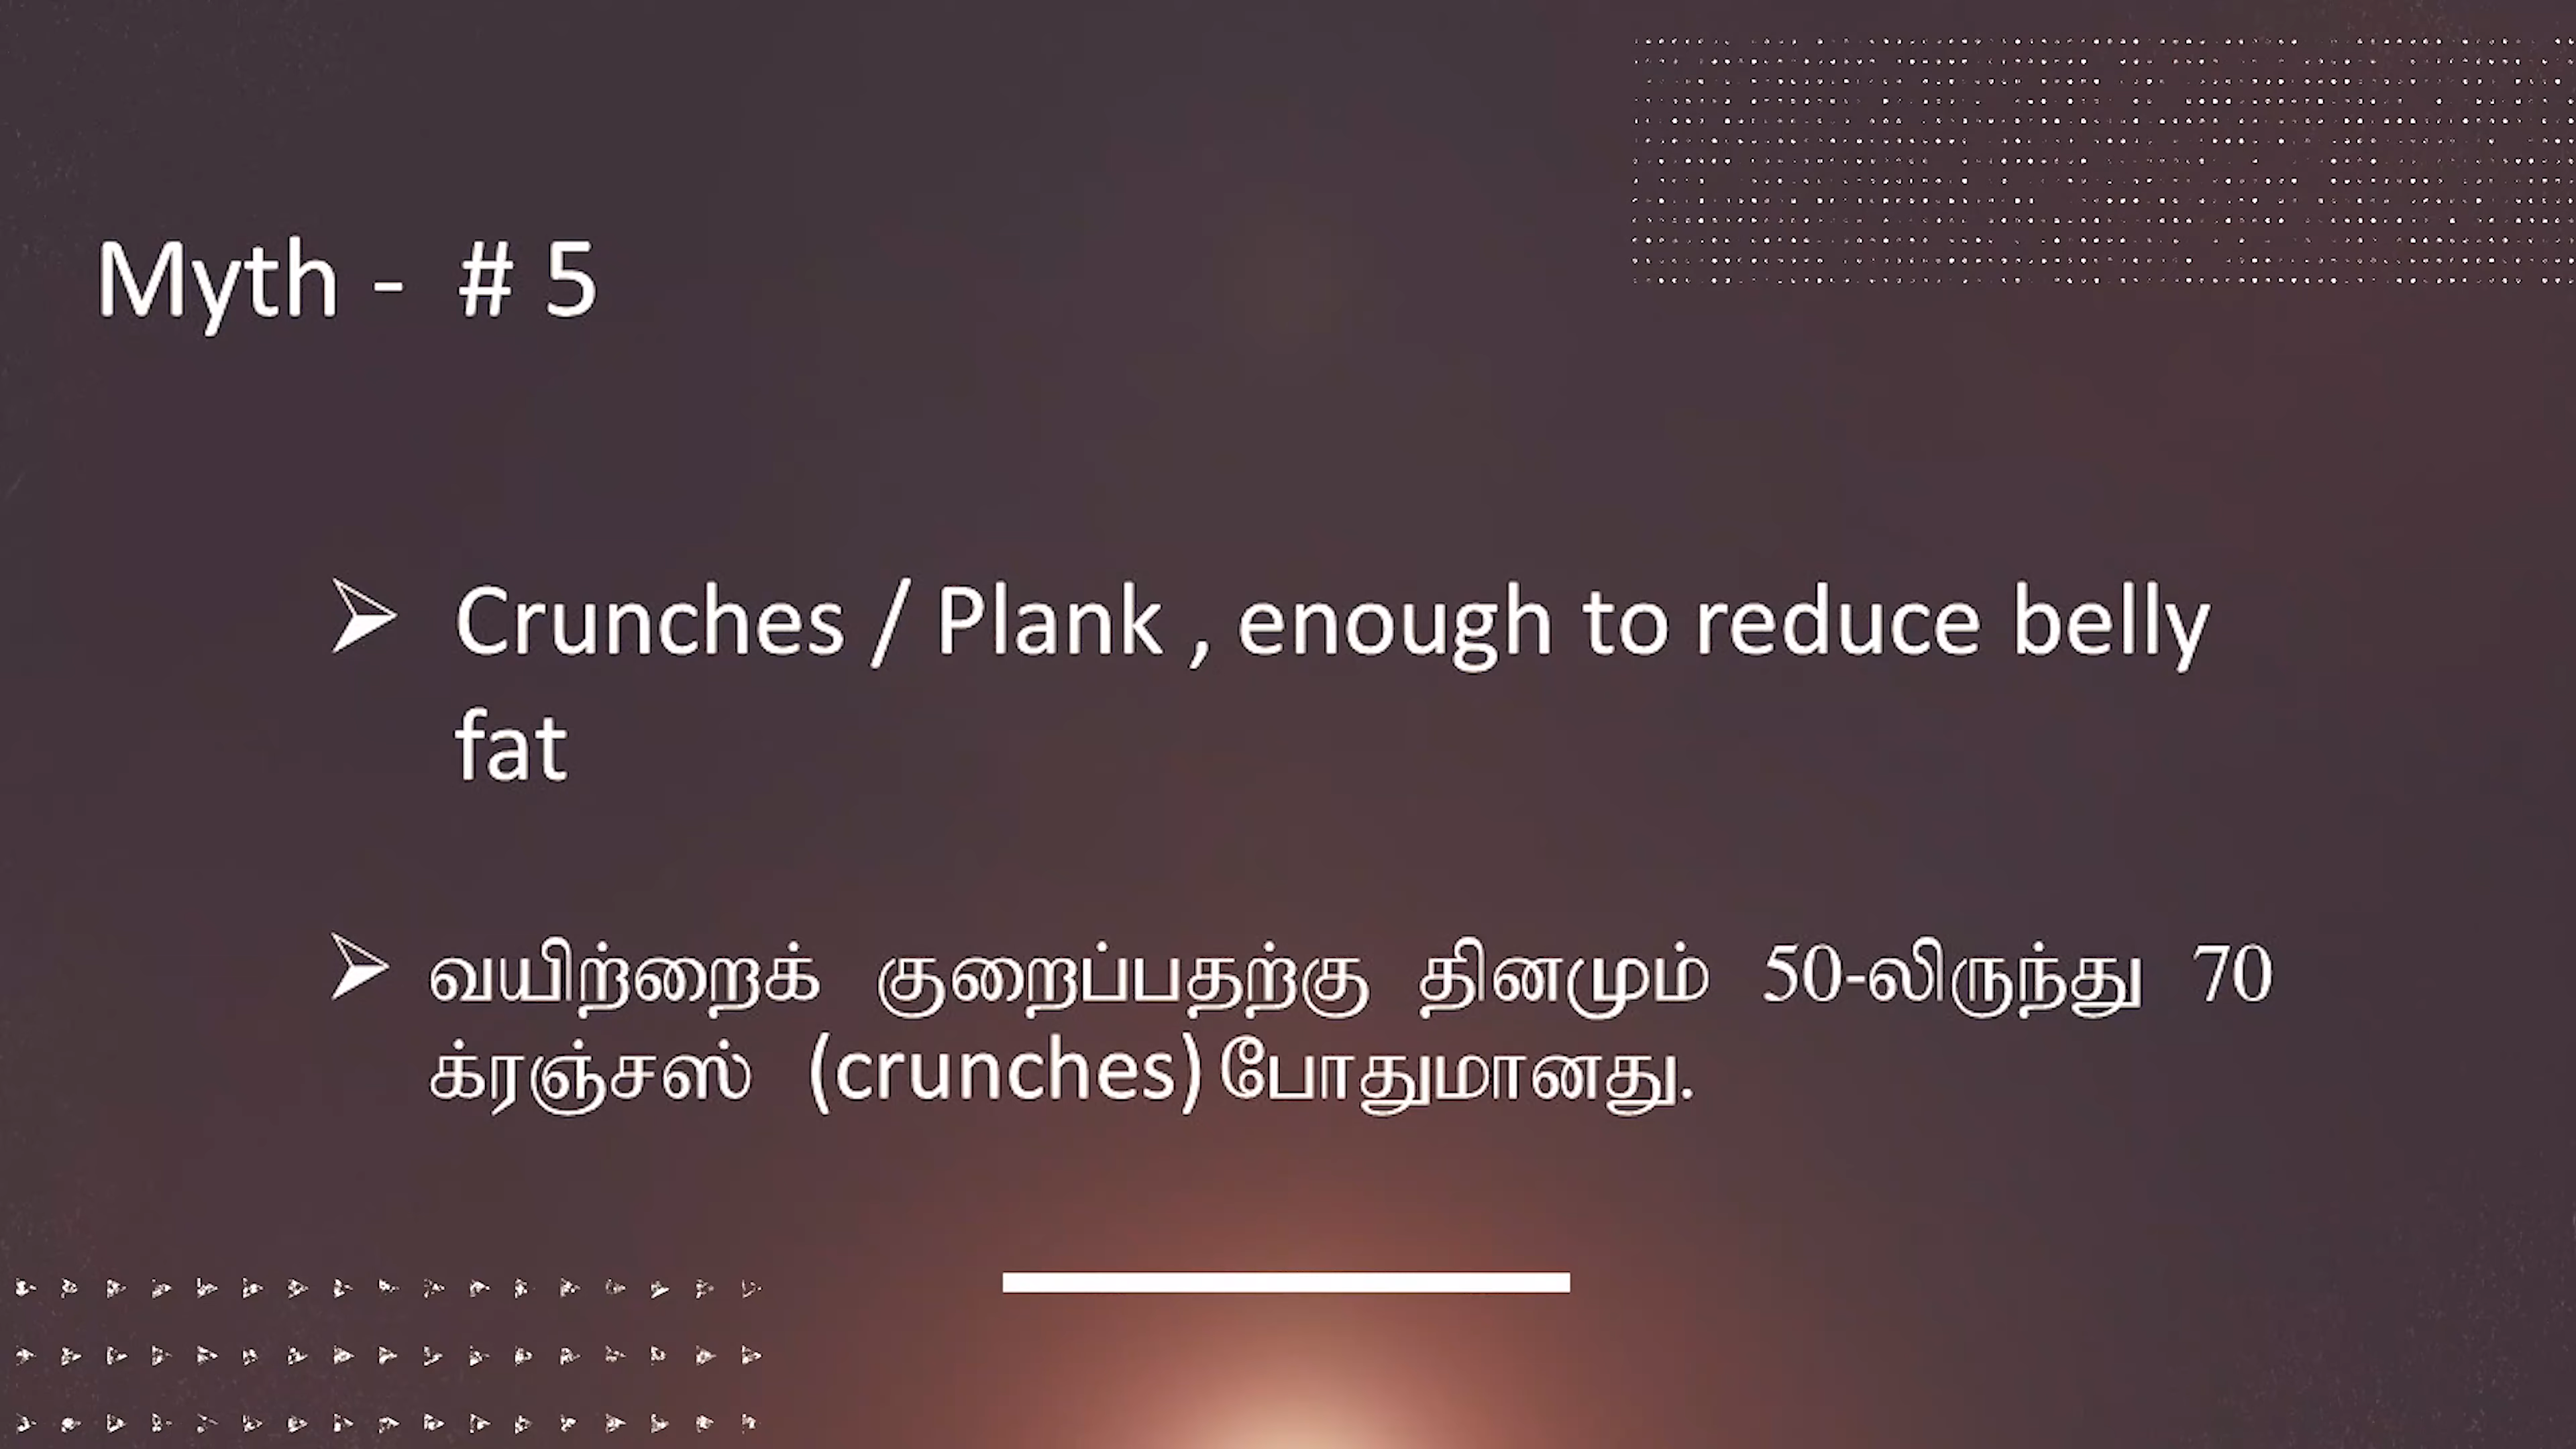 Myth -  # 5
Crunches / Plank , enough to reduce belly
fat
வயிற்றைக் குறைப்பதற்கு தினமும் 50-லிருந்து 70
க்ரஞ்சஸ் (crunches) போதுமானது.